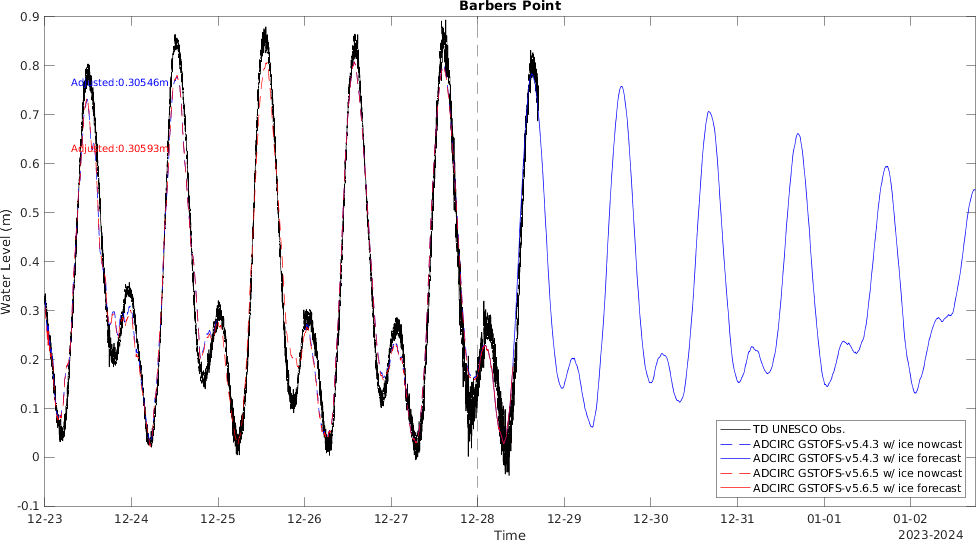 Barbers Point
0.9
0.8
0.7
0.6
0.5
0.4
0.3
0.2
0.1
0
-0.1
Water Level (m)
Adjusted:0.30546m
Adjusted:0.30593m
TD UNESCO Obs.
ADCIRC GSTOFS-v5.4.3 w/ ice nowcast
ADCIRC GSTOFS-v5.4.3 w/ ice forecast
ADCIRC GSTOFS-v5.6.5 w/ ice nowcast
ADCIRC GSTOFS-v5.6.5 w/ ice forecast
12-23 12-24 12-25 12-26 12-27 12-28 12-29 12-30 12-31 01-01 01-02
Time
2023-2024